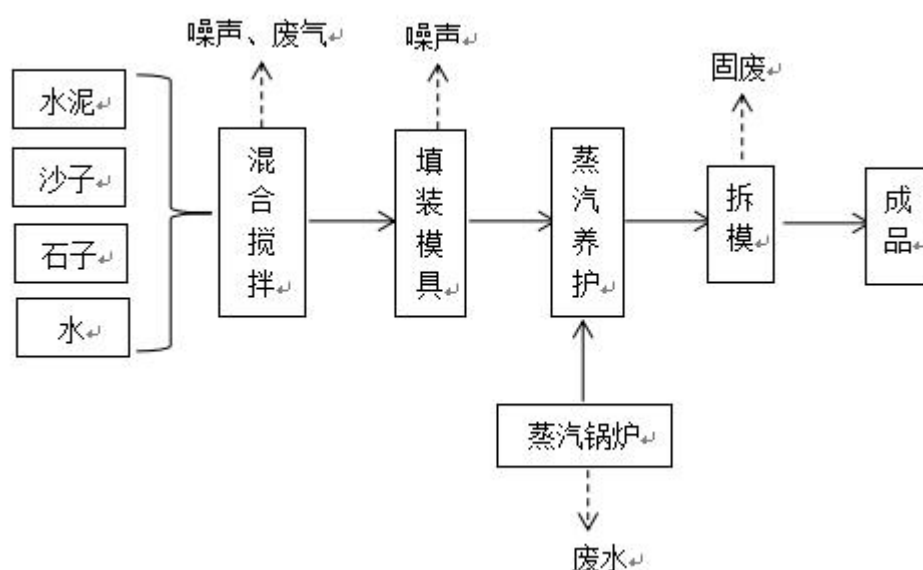 噪声、废气
噪声
固废
水泥
沙子
石子
水
混合搅拌
填装模具
蒸汽养护
拆模
成品
蒸汽锅炉
废水